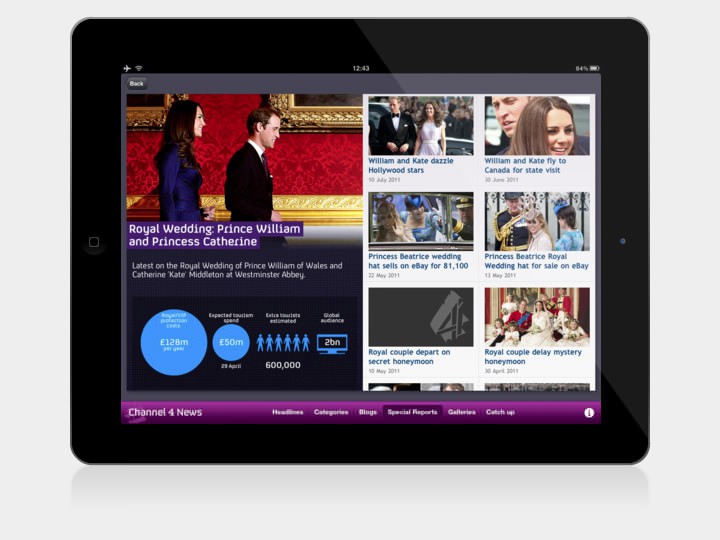 12:43
84%
Back
Royal Wedding: Prince William
and Princess Catherine
Latest on the Royal Wedding of Prince William of Wales and
Catherine 'Kate' Middleton at Westminster Abbey.
Royal/VIP
protection
costs
£128m
per year
Expected tourism
spend
£50m
29 April
Extra tourists
estimated
600,000
Global
audience
2bn
William and Kate dazzle
Hollywood stars
10 July 2011
William and Kate fly to
Canada for state visit
30 June 2011
Princess Beatrice wedding
hat sells on eBay for 81,100
22 May 2011
Princess Beatrice Royal
Wedding hat for sale on eBay
13 May 2011
4
Royal couple depart on
secret honeymoon
10 May 2011
Royal couple delay mystery
honeymoon
30 April 2011
Channel 4 News
Headlines
Categories
Blogs
Special Reports
Galleries
Catch up
i